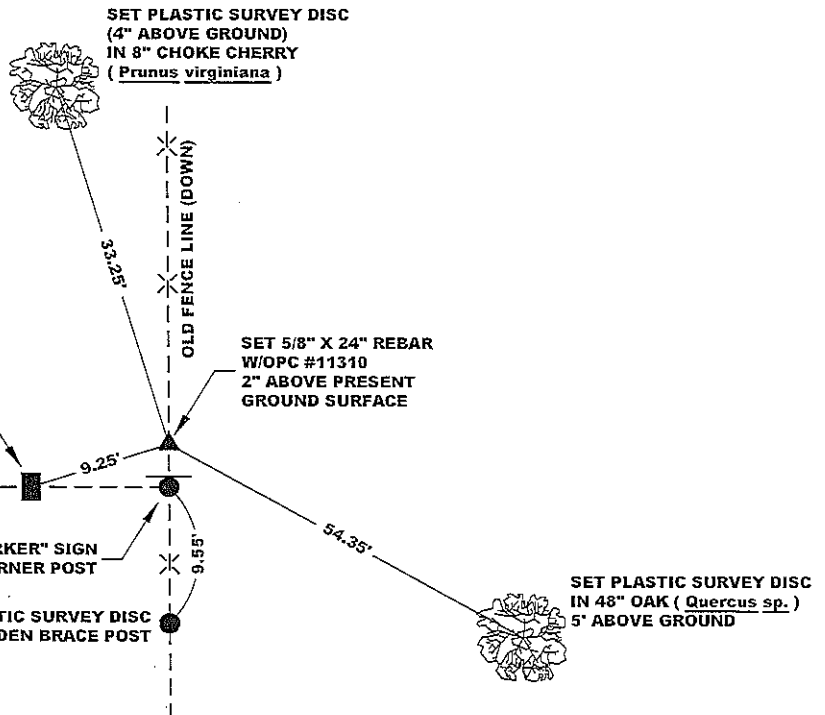 SET PLASTIC SURVEY DISC
(4" ABOVE GROUND)
IN 8" CHOKE CHERRY
( Prunus virginiana )
OLD FENCE LINE (DOWN)
33.25'
SET 5/8" X 24" REBAR
W/OPC #11310
2" ABOVE PRESENT
GROUND SURFACE
9.25'
54.35'
9.55'
RKER" SIGN
RNER POST
TIC SURVEY DISC
DEN BRACE POST
SET PLASTIC SURVEY DISC
IN 48" OAK ( Quercus sp. )
5' ABOVE GROUND